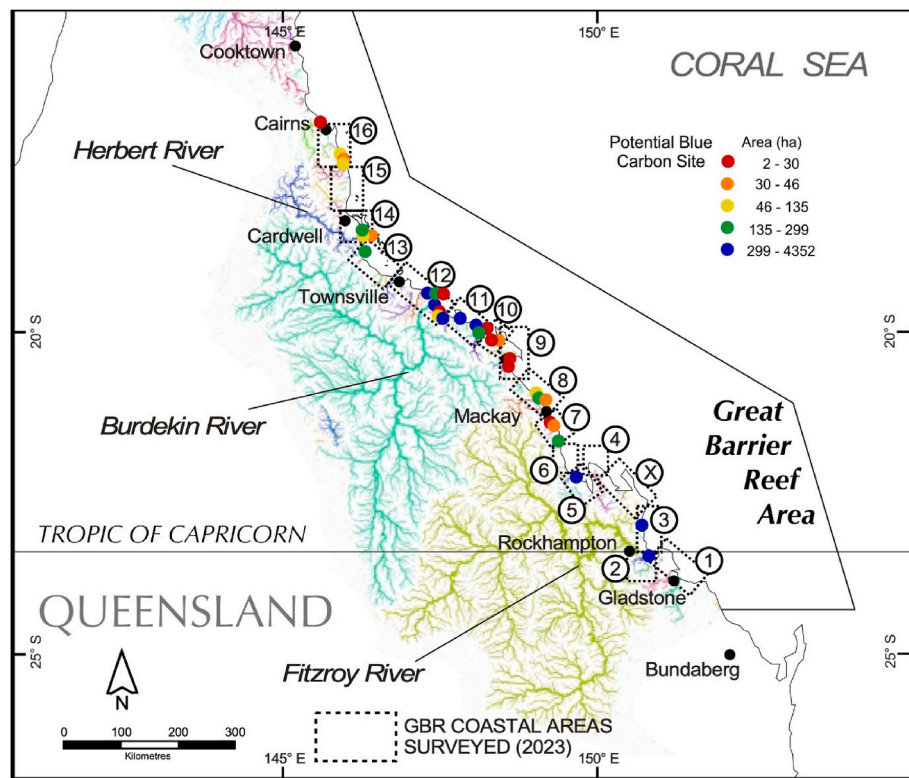 145° E
150° E
Cooktown
CORAL SEA
Cairns
16
Potential Blue
Carbon Site
Area (ha)
2 - 30
30 - 46
46 - 135
135 - 299
299 - 4352
Herbert River
15
14
Cardwell
13
Townsville
12
11
10
20° S
20° S
9
8
Burdekin River
Mackay
7
Great
Barrier
Reef
Area
6
4
X
5
TROPIC OF CAPRICORN
Rockhampton
3
2
1
Gladstone
QUEENSLAND
25° S
25° S
Fitzroy River
Bundaberg
N
0
100
200
300
Kilometres
GBR COASTAL AREAS
SURVEYED (2023)
145° E
150° E